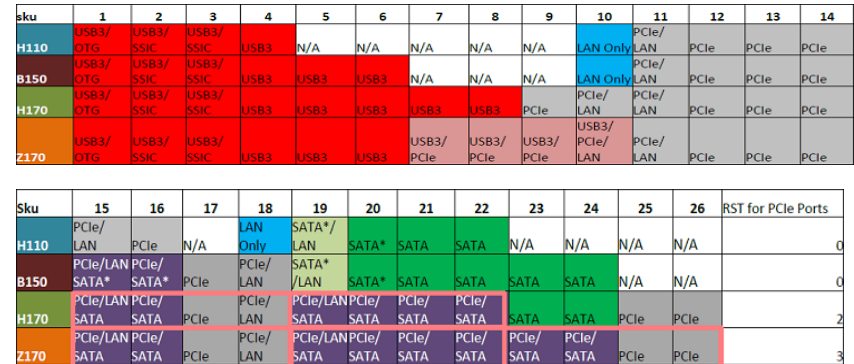 sku 1 2 3 4 5 6 7 8 9 10 11 12 13 14
USB3/ USB3/ USB3/ PCIe/
H110 OTG SSIC SSIC USB3 N/A N/A N/A N/A N/A LAN Only LAN PCIe PCIe PCIe
USB3/ USB3/ USB3/ PCIe/
B150 OTG SSIC SSIC USB3 USB3 USB3 N/A N/A N/A LAN Only LAN PCIe PCIe PCIe
USB3/ USB3/ USB3/ PCIe/ PCIe/
H170 OTG SSIC SSIC USB3 USB3 USB3 USB3 USB3 PCIe LAN LAN PCIe PCIe PCIe
USB3/
USB3/ USB3/ USB3/ USB3/ USB3/ USB3/ PCIe/ PCIe/
Z170 OTG SSIC SSIC USB3 USB3 USB3 PCIe PCIe PCIe LAN LAN PCIe PCIe PCIe
Sku 15 16 17 18 19 20 21 22 23 24 25 26 RST for PCIe Ports
PCIe/ LAN SATA*/
H110 LAN PCIe N/A Only LAN SATA* SATA SATA N/A N/A N/A N/A 0
PCIe/LAN PCIe/ PCIe/ SATA*
B150 SATA* SATA* PCIe LAN /LAN SATA* SATA SATA SATA SATA N/A N/A 0
PCIe/LAN PCIe/ PCIe/ PCIe/LAN PCIe/ PCIe/ PCIe/
H170 SATA SATA PCIe LAN SATA SATA SATA SATA SATA SATA PCIe PCIe 2
PCIe/LAN PCIe/ PCIe/ PCIe/LAN PCIe/ PCIe/ PCIe/ PCIe/ PCIe/
Z170 SATA SATA PCIe LAN SATA SATA SATA SATA SATA SATA PCIe PCIe 3